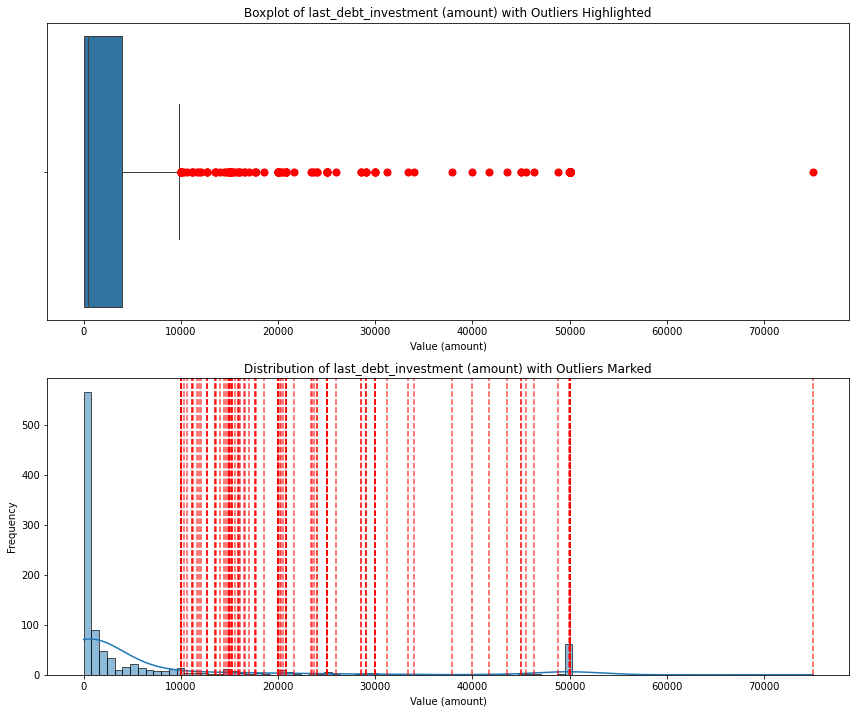 Boxplot of last_debt_investment (amount) with Outliers Highlighted
0 10000 20000 30000 40000 50000 60000 70000
Value (amount)
Distribution of last_debt_investment (amount) with Outliers Marked
500
400
300
200
100
0
Frequency
0 10000 20000 30000 40000 50000 60000 70000
Value (amount)